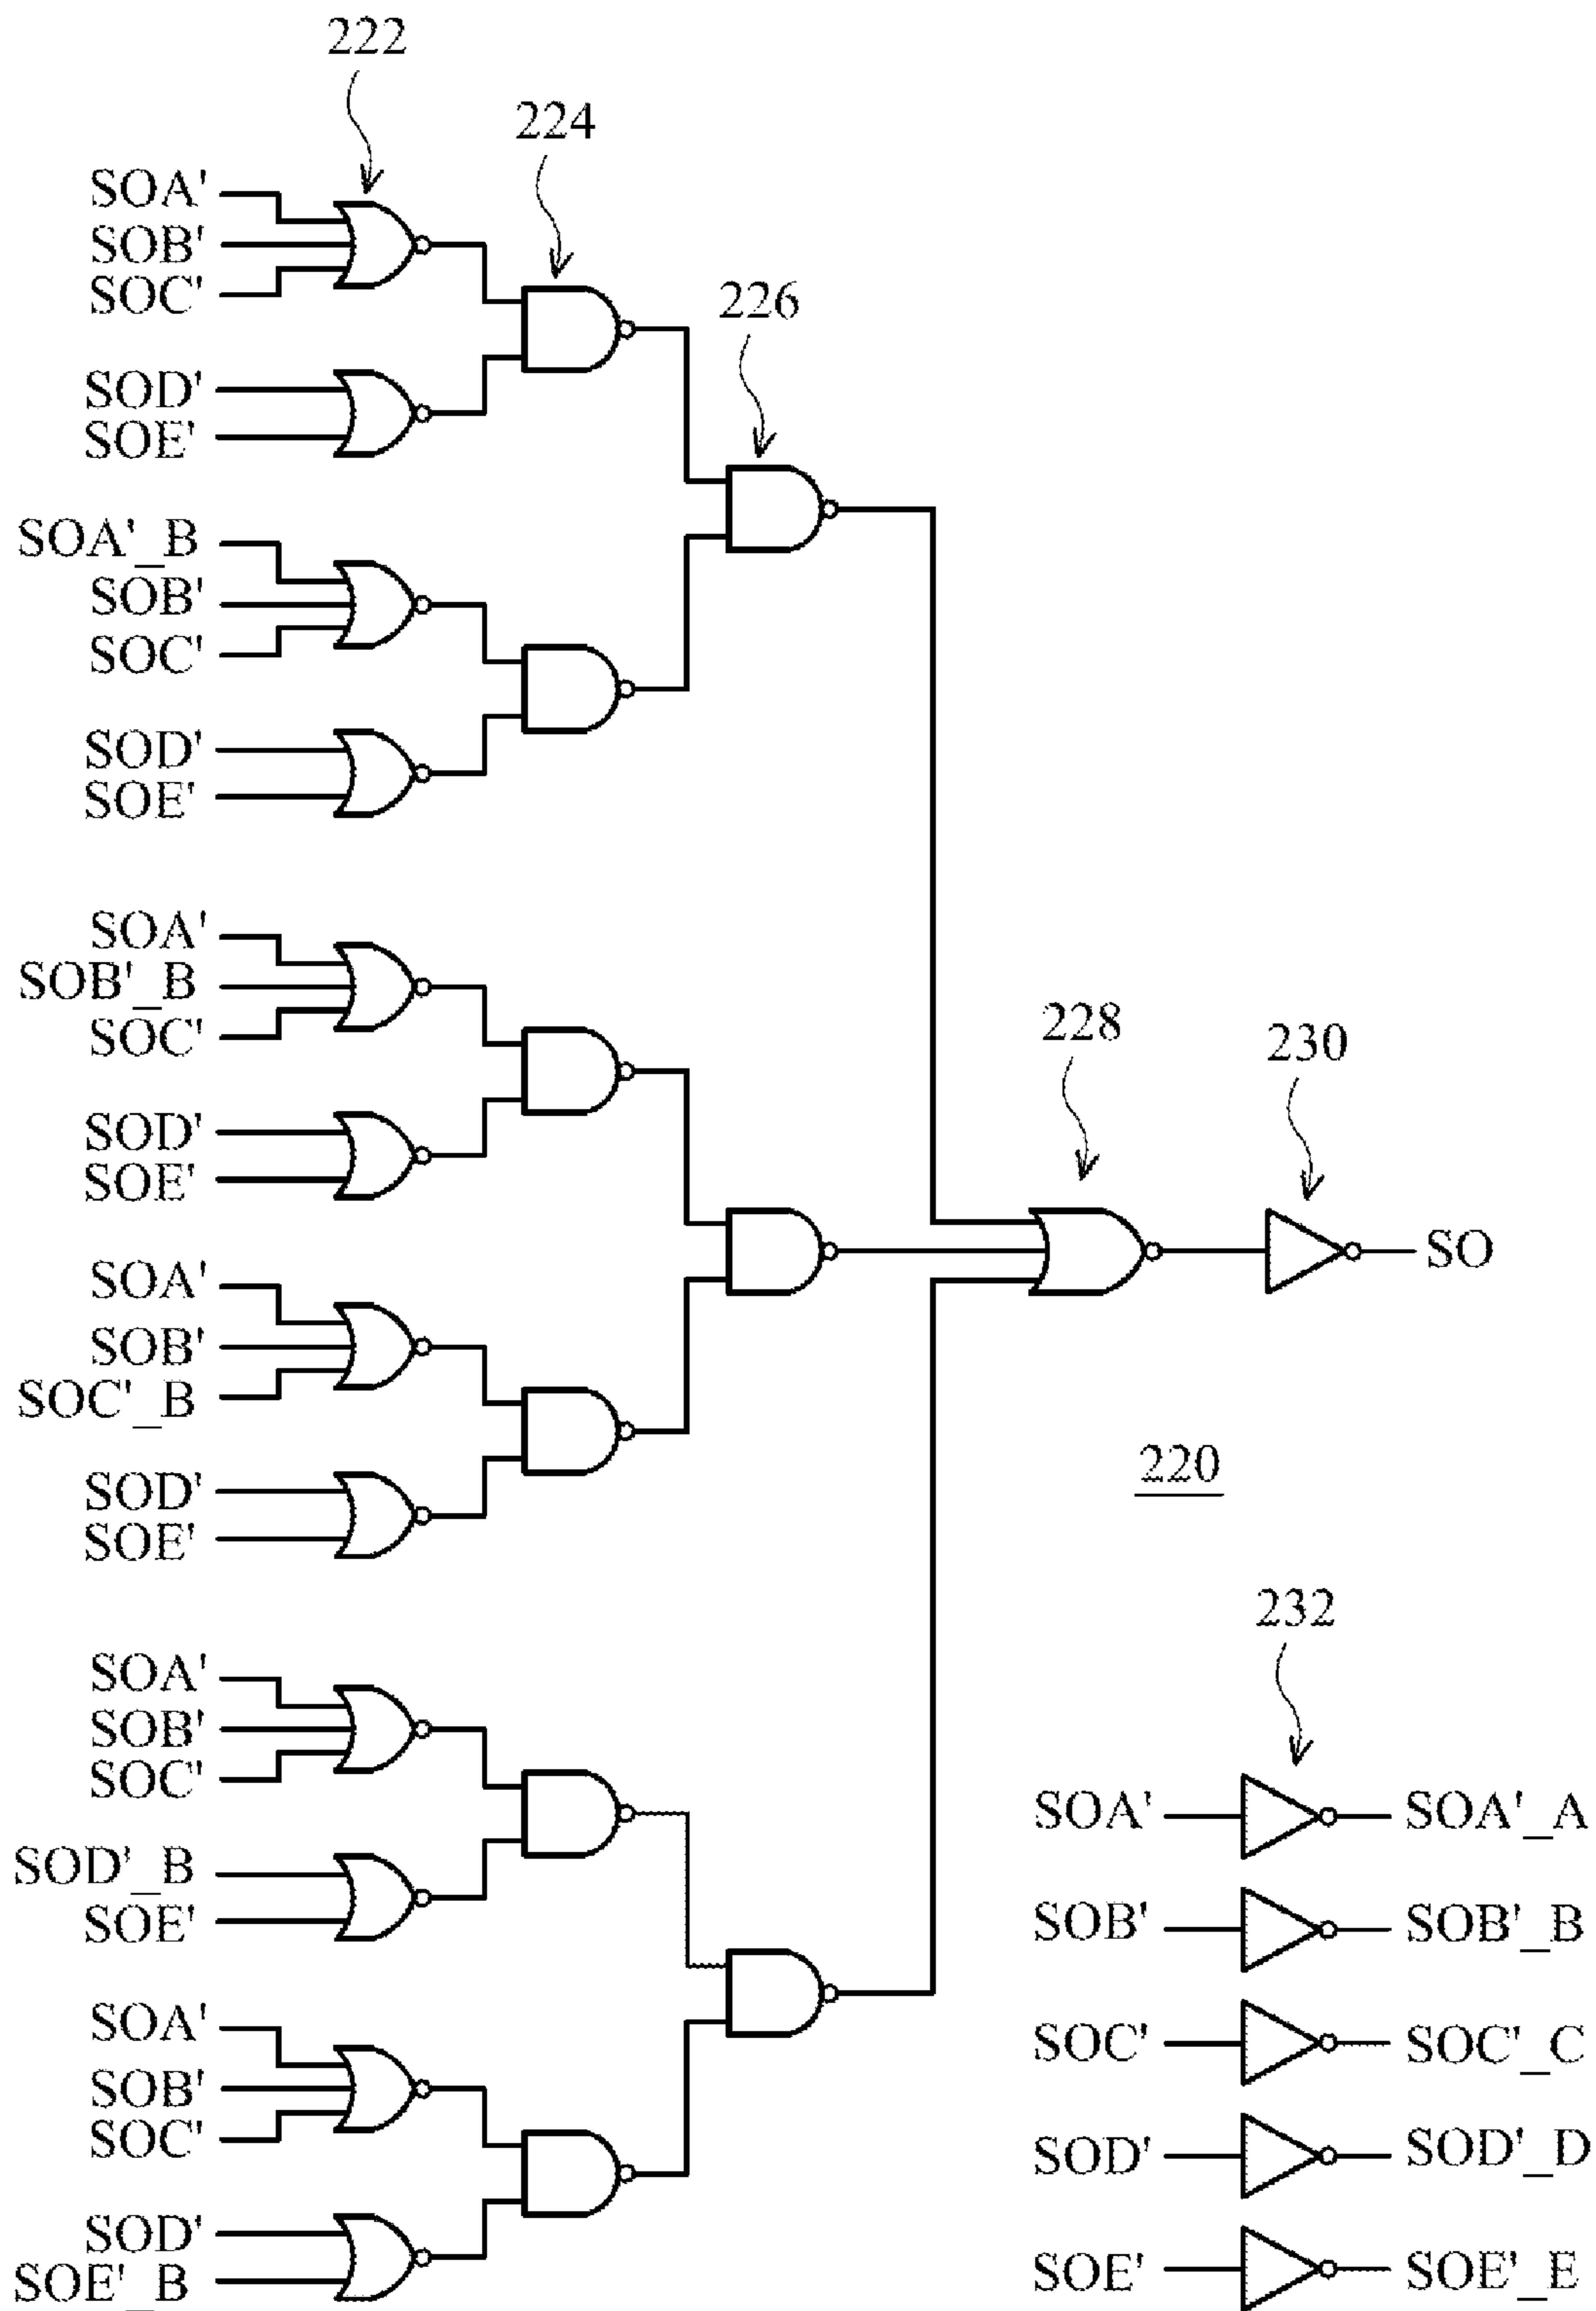 222
224
SOA'
SOB'
SOC'
226
SOD'
SOE'
SOA'_B
SOB'
SOC'
SOD'
SOE'
SOA'
SOB'_B
SOC'
228
230
SOD'
SOE'
SO
SOA'
SOB'
SOC'_B
220
SOD'
SOE'
232
SOA'
SOB'
SOC'
SOA' SOA'_A
SOD'_B
SOE'
SOB' SOB'_B
SOA'
SOB'
SOC'
SOC' SOC'_C
SOD' SOD'_D
SOD'
SOE'_B
SOE' SOE'_E